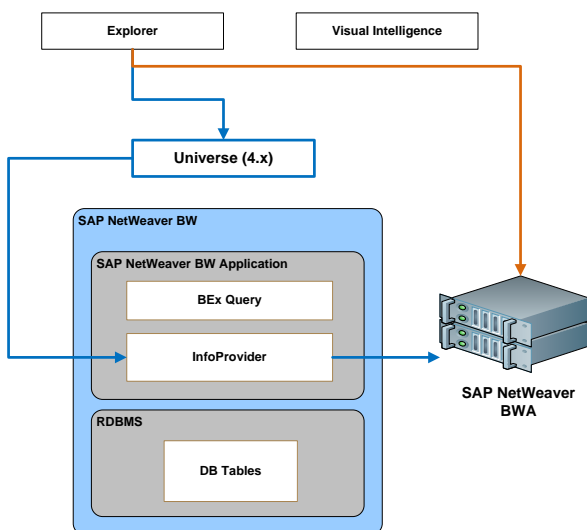 Explorer
Visual Intelligence
Universe (4.x)
SAP NetWeaver BW
SAP NetWeaver BW Application
BEx Query
InfoProvider
SAP NetWeaver
BWA
RDBMS
DB Tables